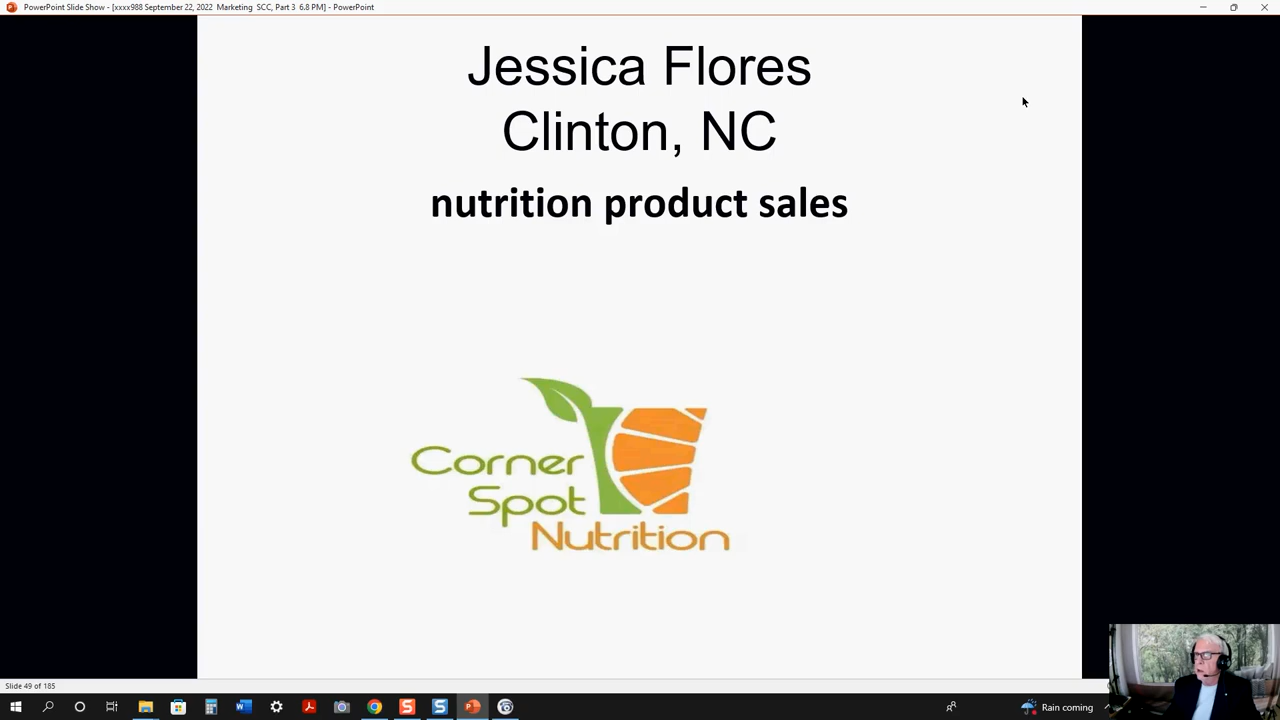 PowerPoint Slide Show - [xxxx988 September 22, 2022 Marketing SCC, Part 3 6.8 PM] - PowerPoint
Jessica Flores
Clinton, NC
nutrition product sales
Corner
Spot
Nutrition
Slide 49 of 185
Rain coming